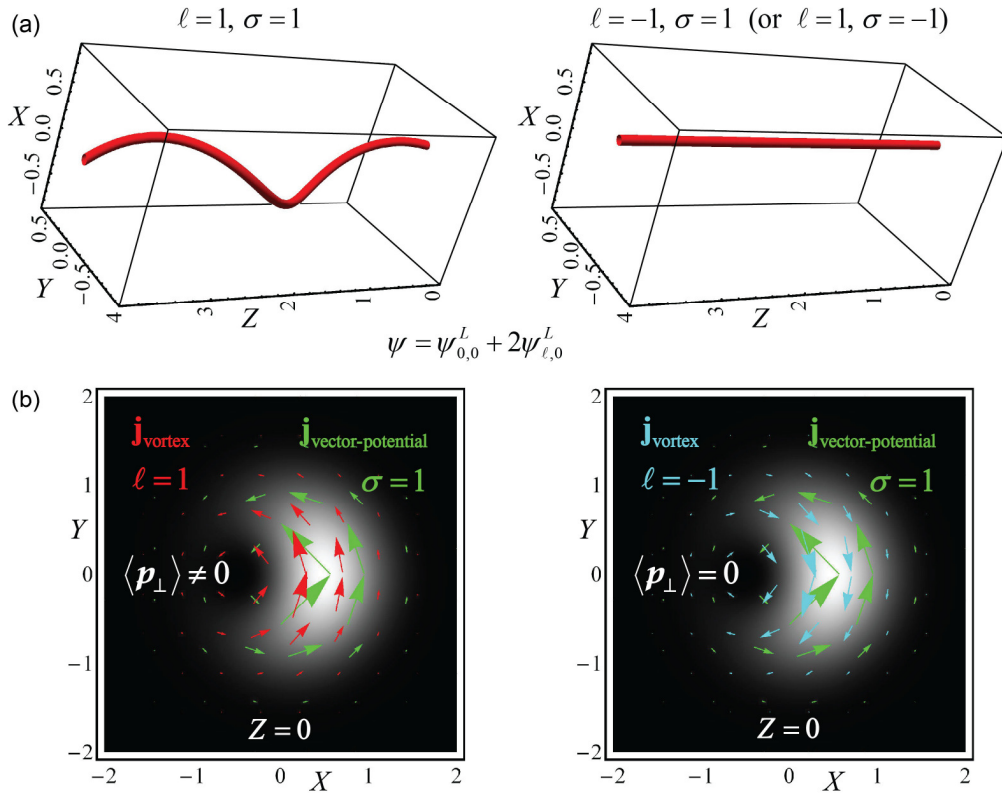 (a)
ℓ = 1, σ = 1
ℓ = −1, σ = 1 (or ℓ = 1, σ = −1)
X
0.5
0.0
−0.5
Y
0.5
0.0
−0.5
4
3
2
1
0
Z
X
0.5
0.0
−0.5
Y
0.5
0.0
−0.5
4
3
2
1
0
Z
ψ = ψ^L_{0,0} + 2ψ^L_{ℓ,0}
(b)
j_vortex
ℓ = 1
j_vector-potential
σ = 1
⟨p_⊥⟩ ≠ 0
Z = 0
2
1
Y
0
−1
−2
−2
−1
0
X
1
2
j_vortex
ℓ = −1
j_vector-potential
σ = 1
⟨p_⊥⟩ = 0
Z = 0
2
1
Y
0
−1
−2
−2
−1
0
X
1
2